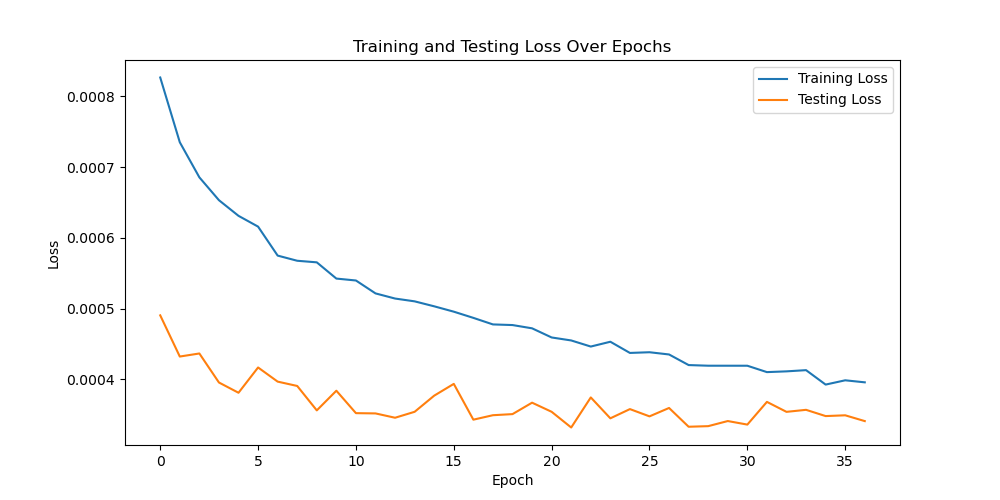 Training and Testing Loss Over Epochs
Training Loss
Testing Loss
0.0008
0.0007
0.0006
0.0005
0.0004
Loss
0 5 10 15 20 25 30 35
Epoch